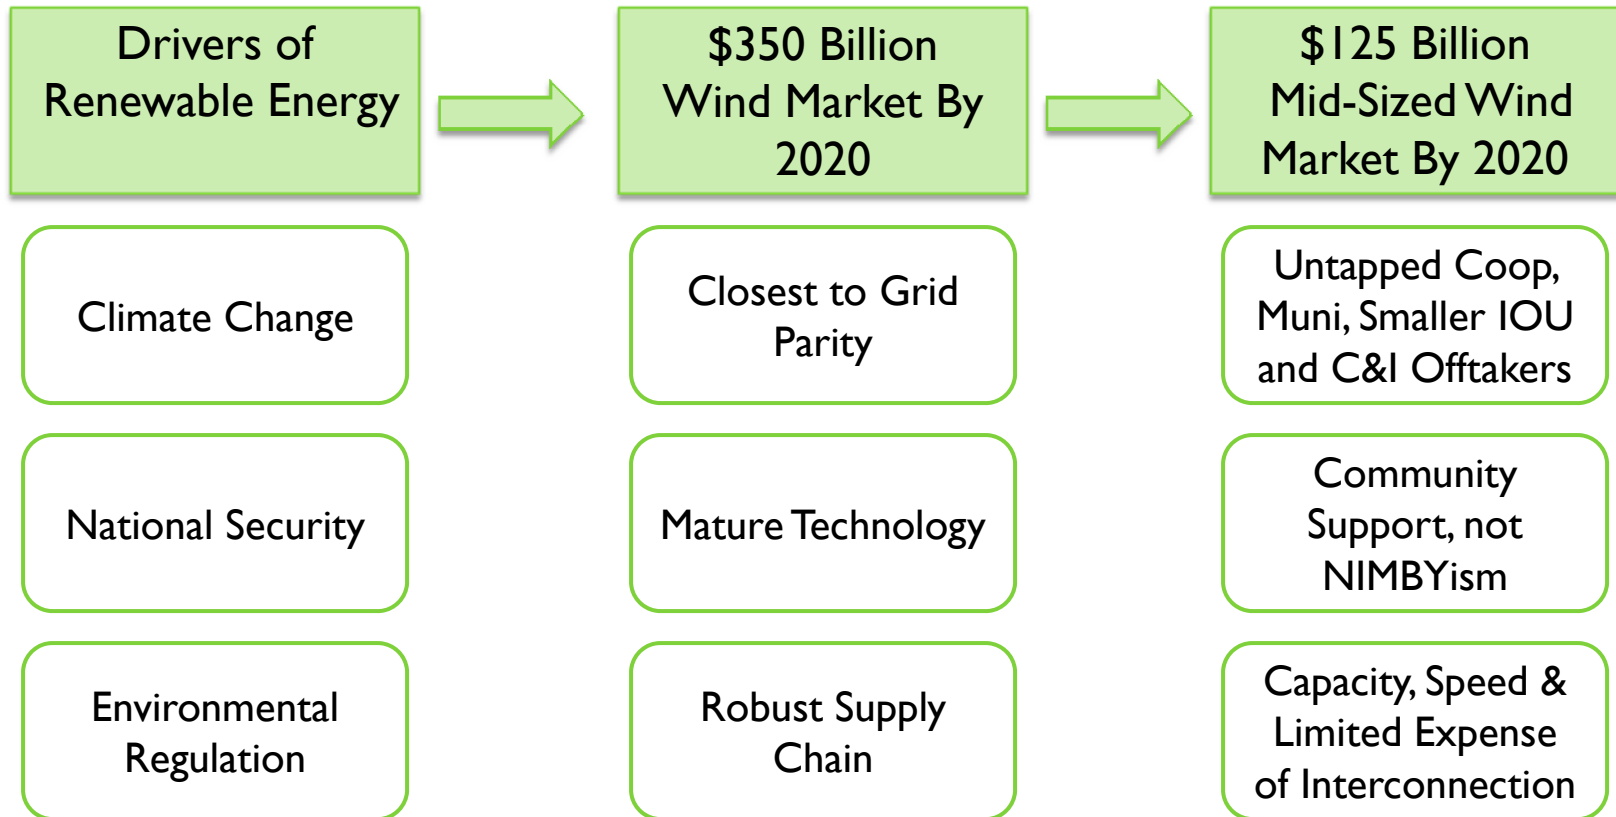 Drivers of
Renewable Energy
$350 Billion
Wind Market By
2020
$125 Billion
Mid-Sized Wind
Market By 2020
Climate Change
Closest to Grid
Parity
Untapped Coop,
Muni, Smaller IOU
and C&I Offtakers
National Security
Mature Technology
Community
Support, not
NIMBYism
Environmental
Regulation
Robust Supply
Chain
Capacity, Speed &
Limited Expense
of Interconnection